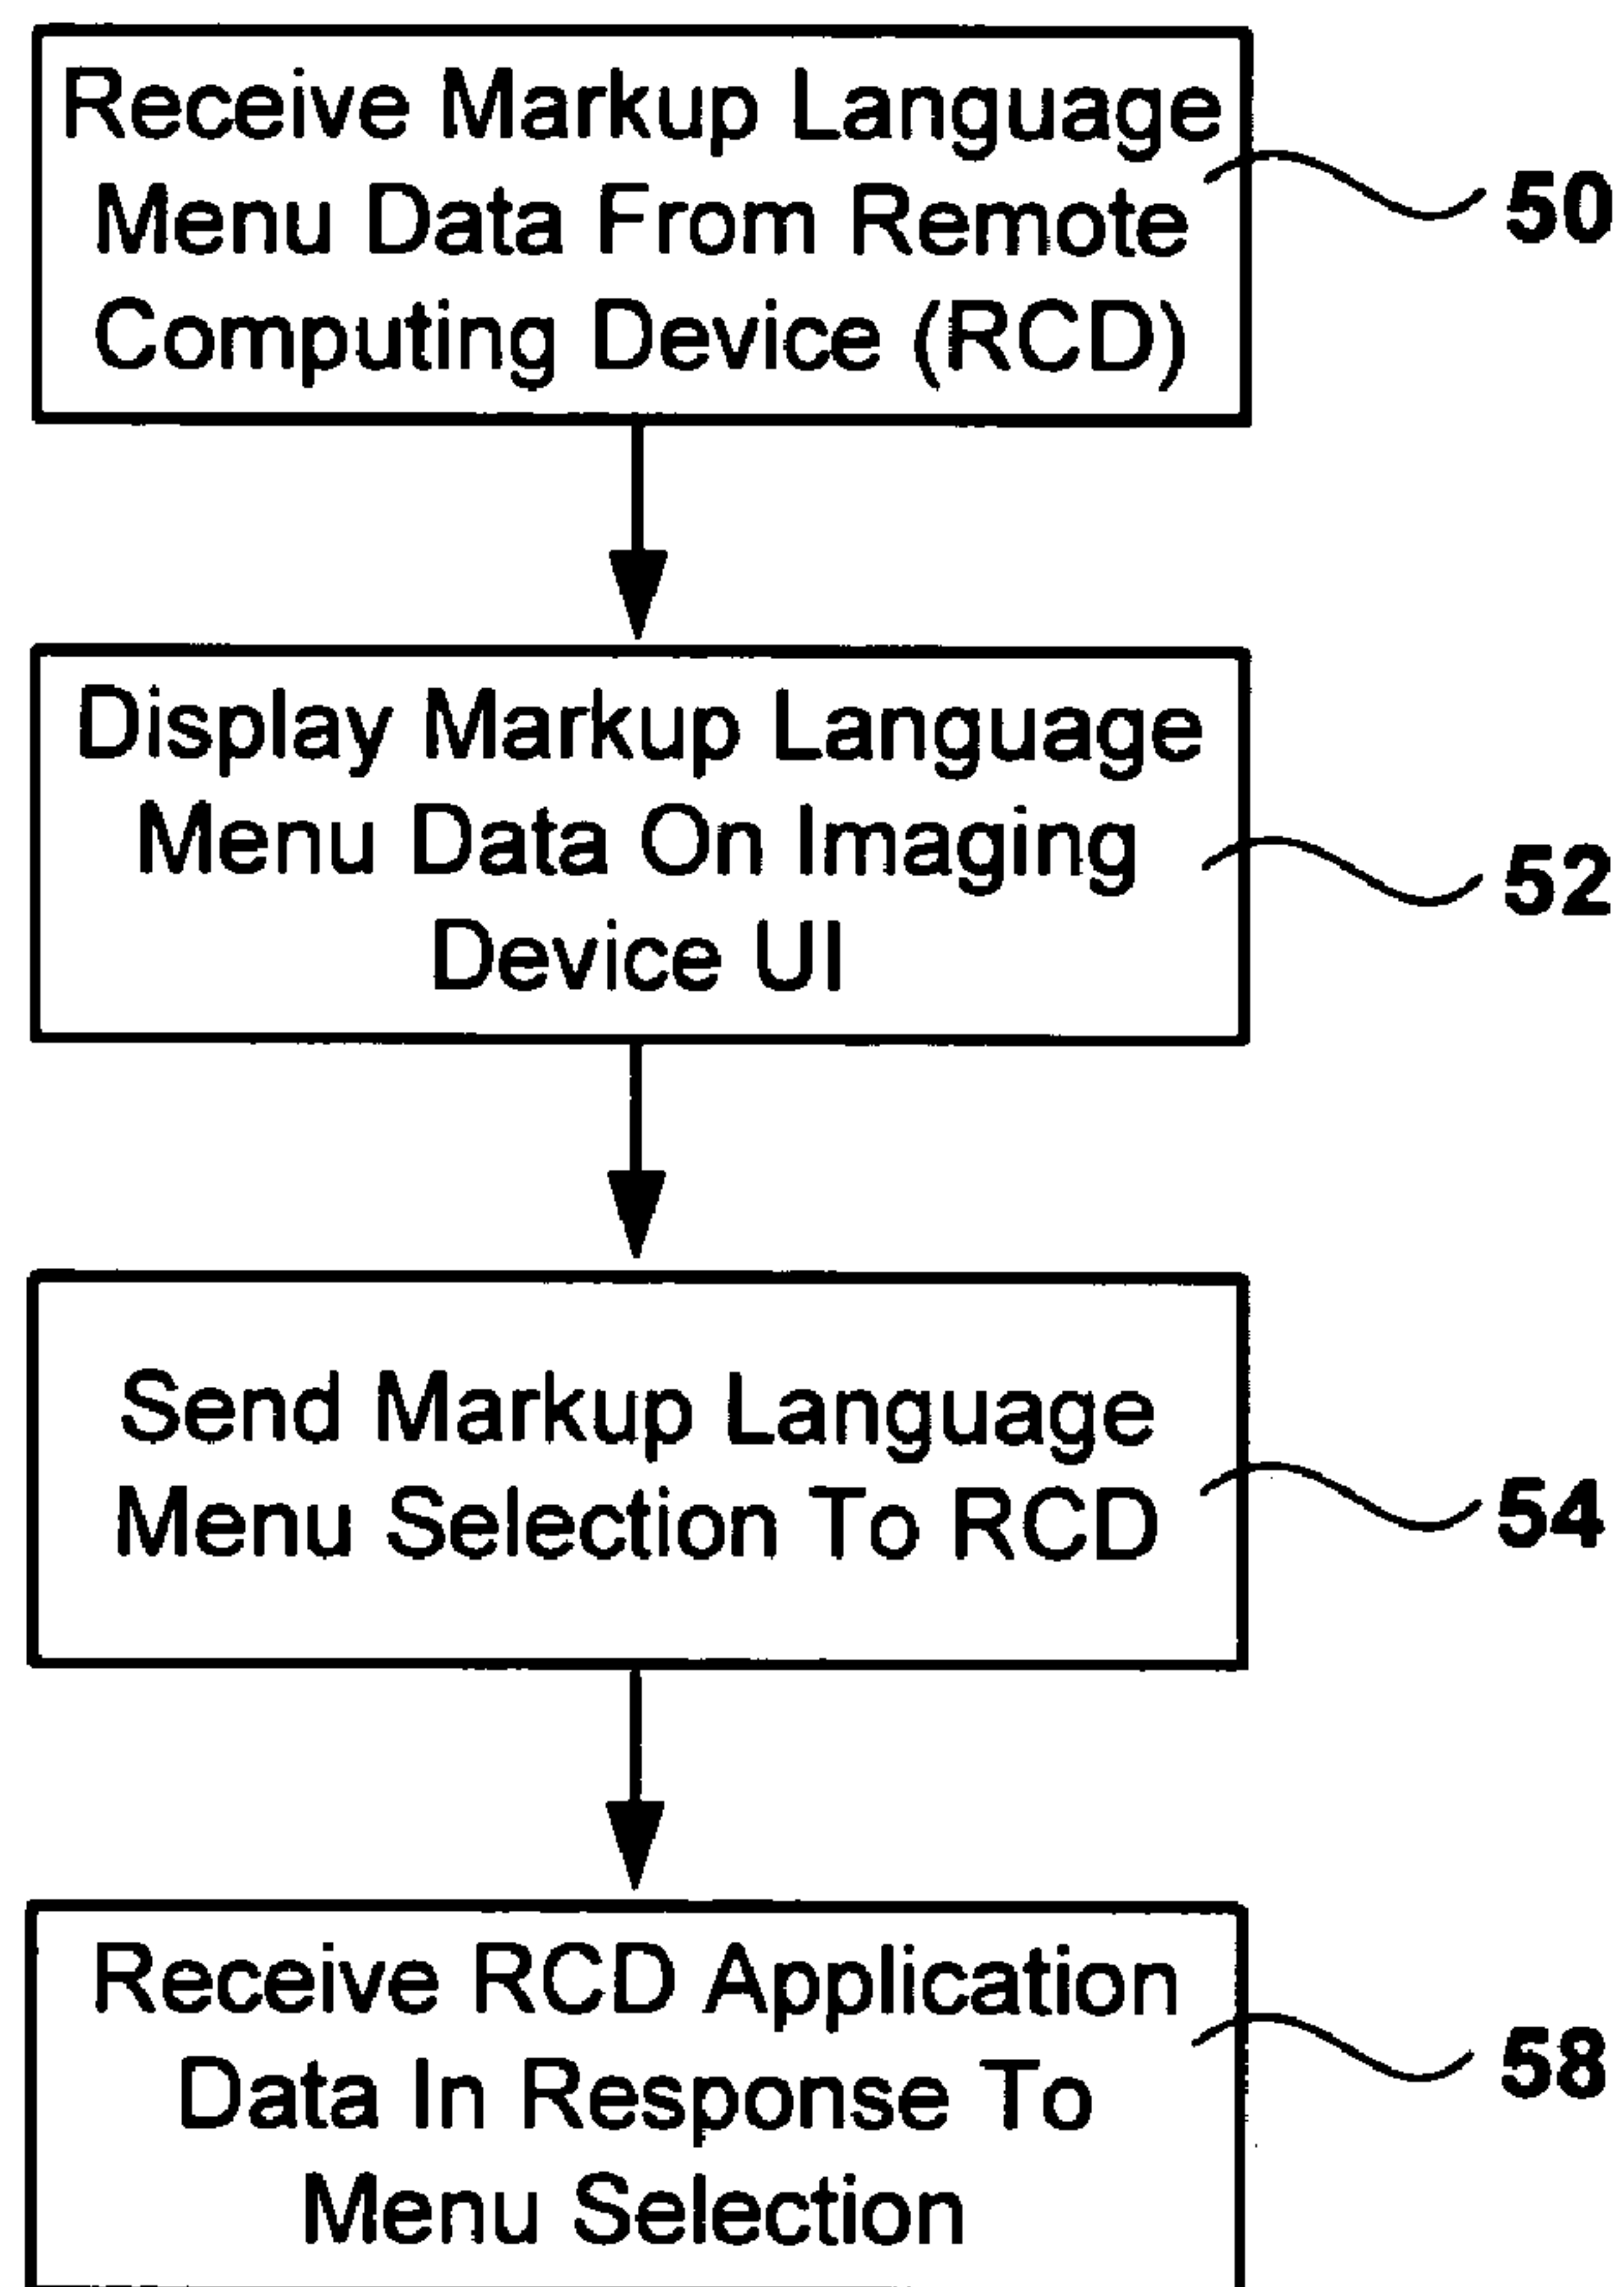 Receive Markup Language
Menu Data From Remote
Computing Device (RCD)
50
Display Markup Language
Menu Data On Imaging
Device UI
52
Send Markup Language
Menu Selection To RCD
54
Receive RCD Application
Data In Response To
Menu Selection
58